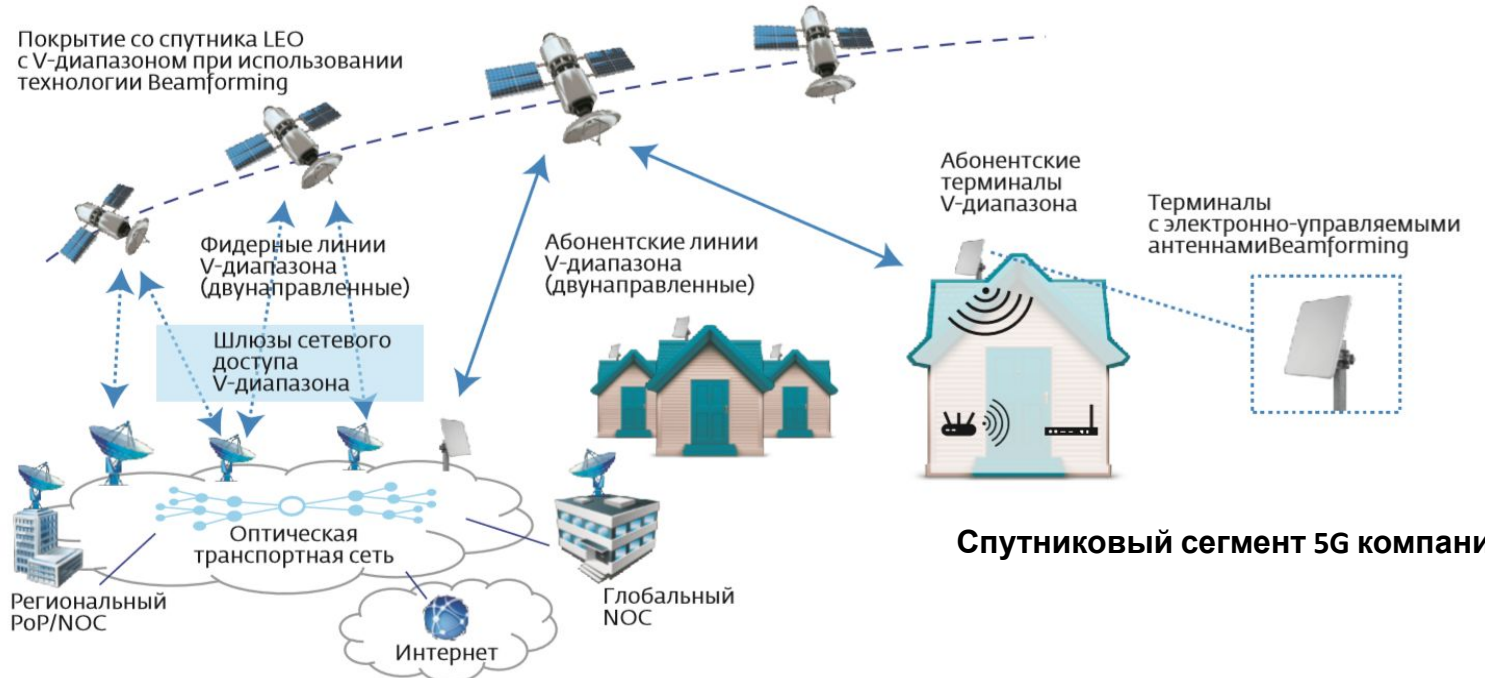 Покрытие со спутника LEO
с V-диапазоном при использовании
технологии Beamforming
Фидерные линии
V-диапазона
(двунаправленные)
Шлюзы сетевого
доступа
V-диапазона
Абонентские линии
V-диапазона
(двунаправленные)
Абонентские
терминалы
V-диапазона
Терминалы
с электронно-управляемыми
антеннамиBeamforming
Оптическая
транспортная сеть
Региональный
PoP/NOC
Глобальный
NOC
Интернет
Спутниковый сегмент 5G компани